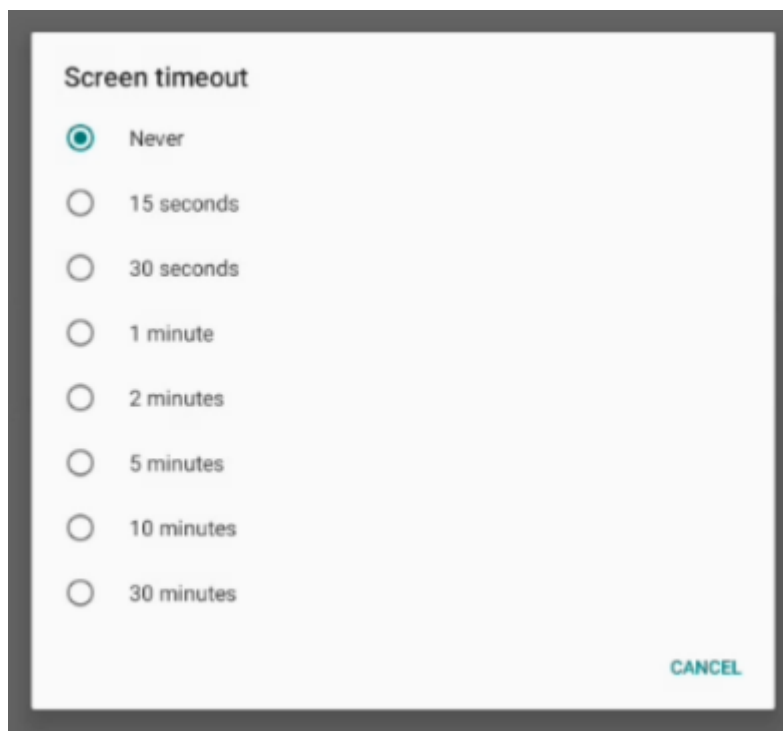 Screen timeout
Never
15 seconds
30 seconds
1 minute
2 minutes
5 minutes
10 minutes
30 minutes
CANCEL